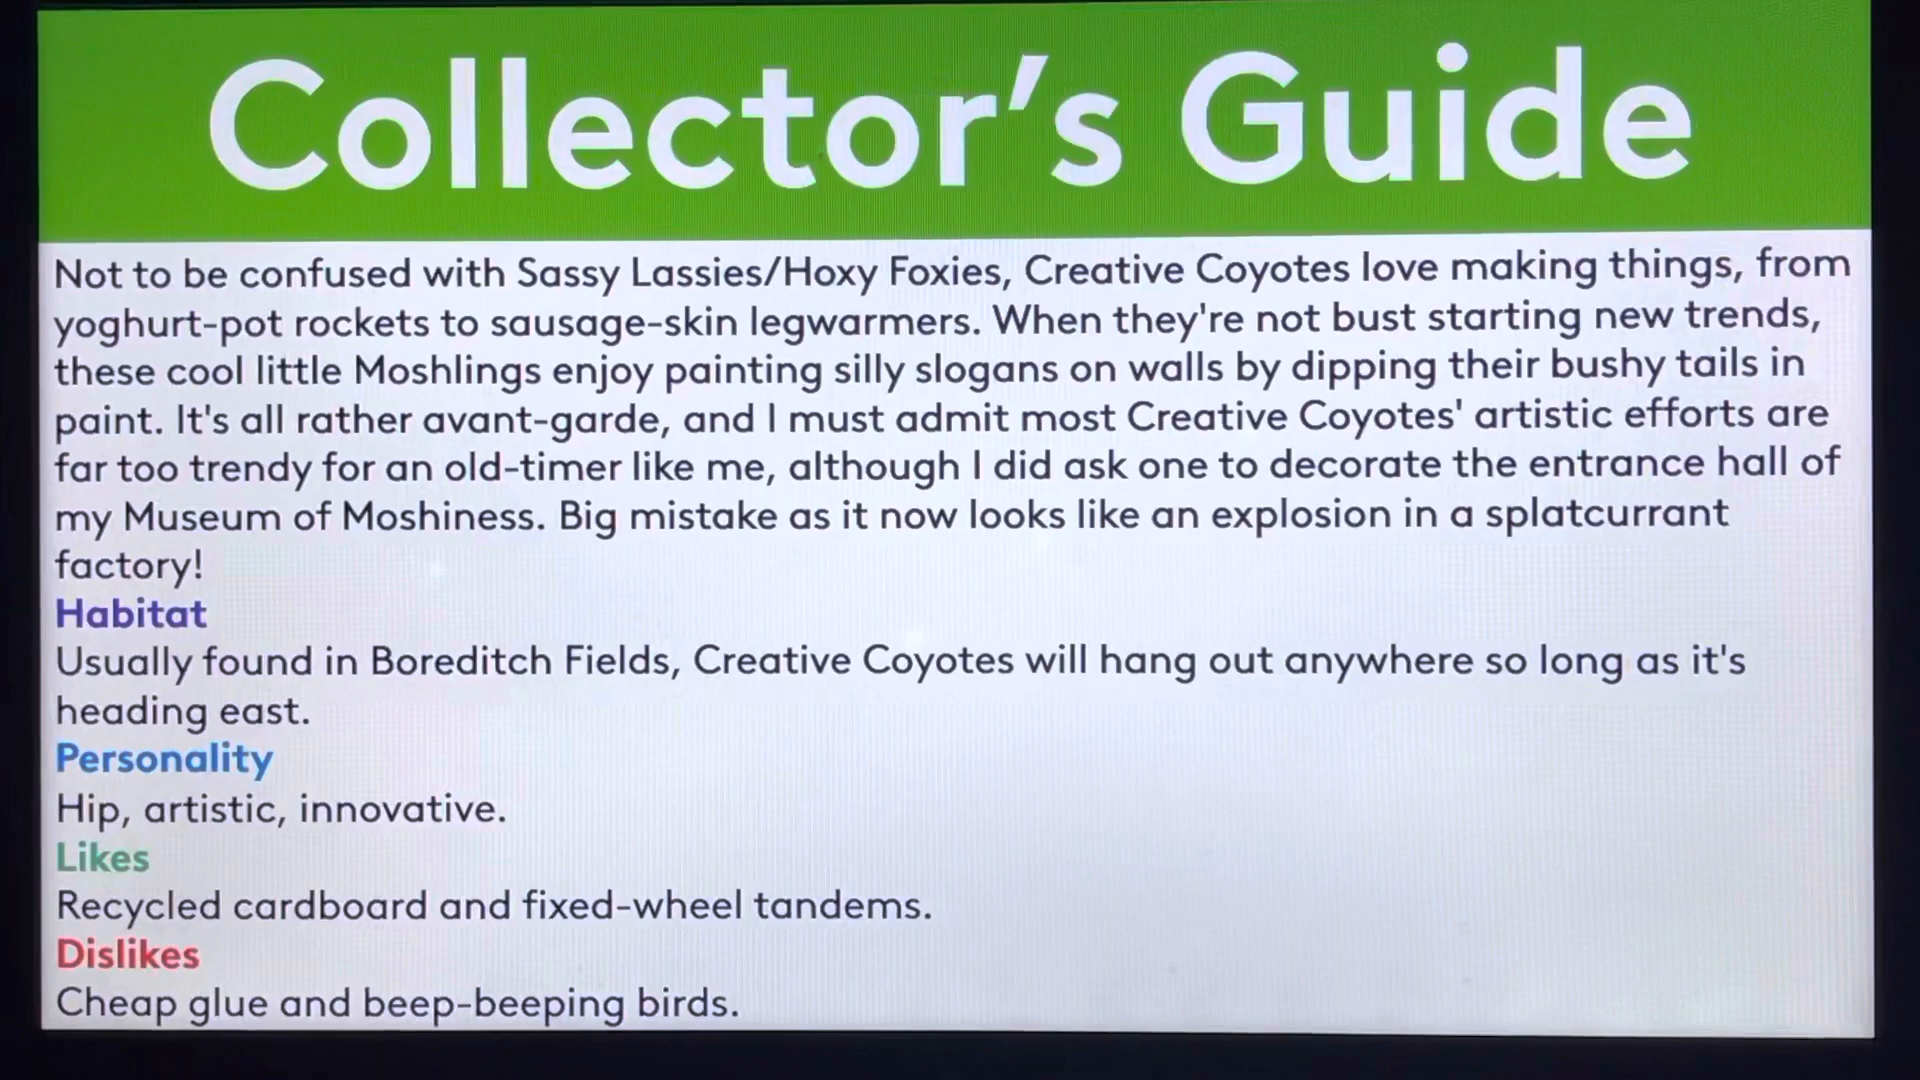 Collector's Guide
Not to be confused with Sassy Lassies/Hoxy Foxies, Creative Coyotes love making things, from
yoghurt-pot rockets to sausage-skin legwarmers. When they're not bust starting new trends,
these cool little Moshlings enjoy painting silly slogans on walls by dipping their bushy tails in
paint. It's all rather avant-garde, and I must admit most Creative Coyotes' artistic efforts are
far too trendy for an old-timer like me, although I did ask one to decorate the entrance hall of
my Museum of Moshiness. Big mistake as it now looks like an explosion in a splatcurrant
factory!
Habitat
Usually found in Boreditch Fields, Creative Coyotes will hang out anywhere so long as it's
heading east.
Personality
Hip, artistic, innovative.
Likes
Recycled cardboard and fixed-wheel tandems.
Dislikes
Cheap glue and beep-beeping birds.